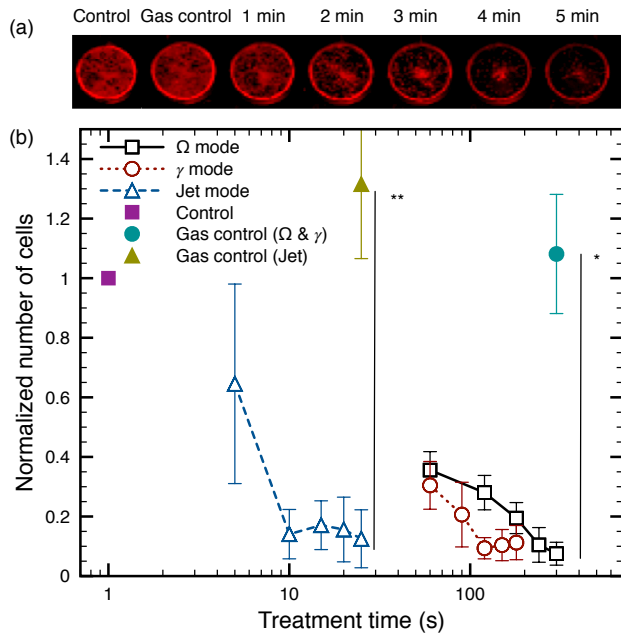 (a)
Control Gas control 1 min 2 min 3 min 4 min 5 min
(b)
Ω mode
γ mode
Jet mode
Control
Gas control (Ω & γ)
Gas control (Jet)
**
*
Normalized number of cells
1.4
1.2
1
0.8
0.6
0.4
0.2
0
1 10 100
Treatment time (s)